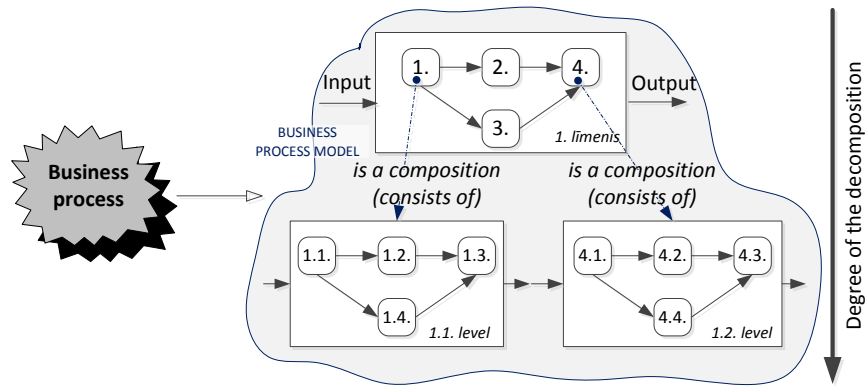 Business
process
BUSINESS
PROCESS MODEL
Input
1.
2.
4.
3.
1. līmenis
Output
is a composition
(consists of)
is a composition
(consists of)
1.1.
1.2.
1.3.
1.4.
1.1. level
4.1.
4.2.
4.3.
4.4.
1.2. level
Degree of the decomposition